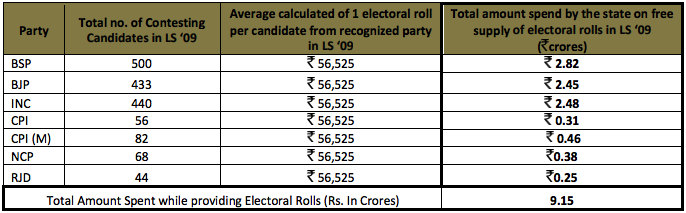 Party Total no. of Contesting Candidates in LS ‘09 Average calculated of 1 electoral roll per candidate from recognized party in LS ‘09 Total amount spend by the state on free supply of electoral rolls in LS ‘09 (₹crores)
BSP 500 ₹ 56,525 ₹ 2.82
BJP 433 ₹ 56,525 ₹ 2.45
INC 440 ₹ 56,525 ₹ 2.48
CPI 56 ₹ 56,525 ₹ 0.31
CPI (M) 82 ₹ 56,525 ₹ 0.46
NCP 68 ₹ 56,525 ₹0.38
RJD 44 ₹ 56,525 ₹0.25
Total Amount Spent while providing Electoral Rolls (Rs. In Crores) 9.15